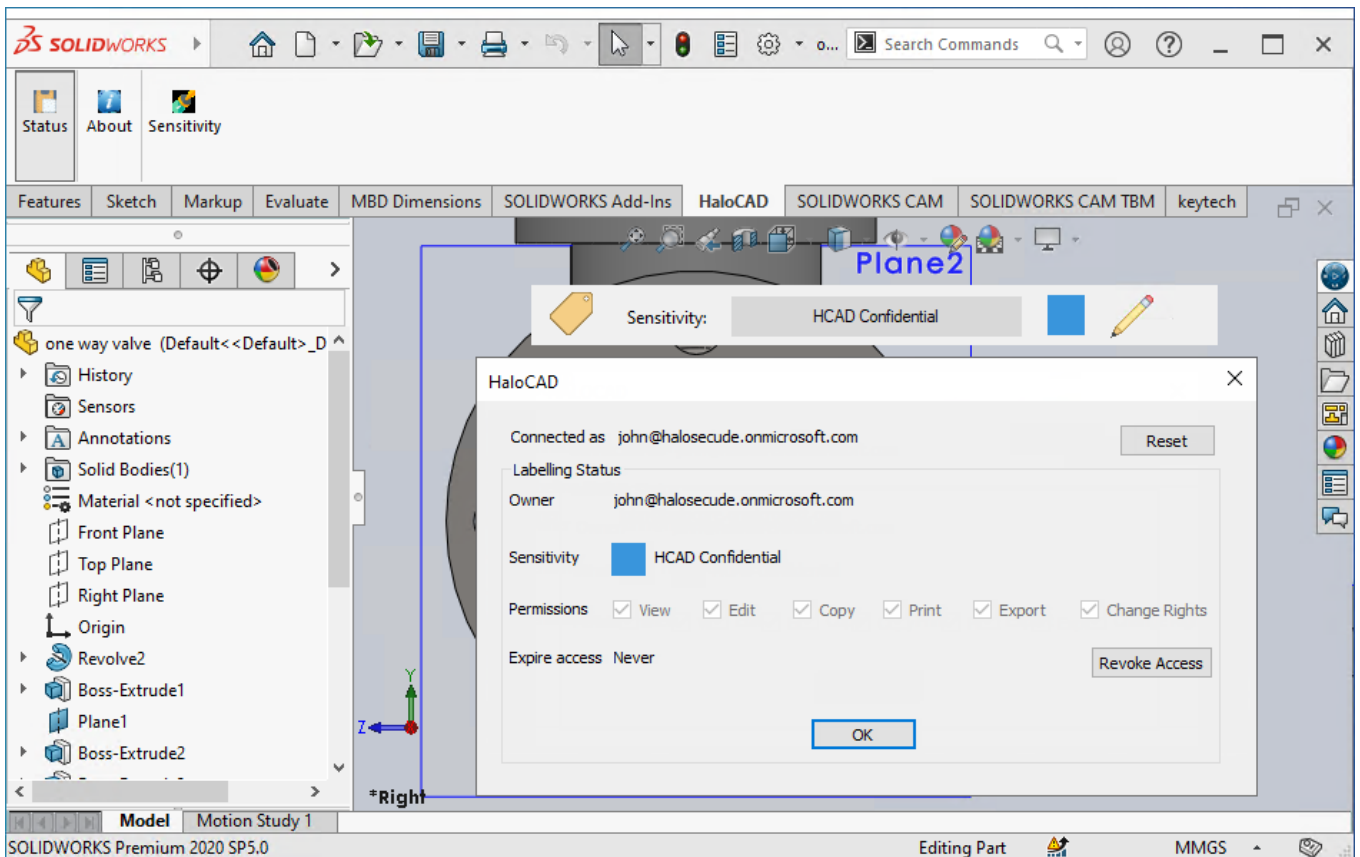 SOLIDWORKS
o...
Search Commands
Status
About
Sensitivity
Features
Sketch
Markup
Evaluate
MBD Dimensions
SOLIDWORKS Add-Ins
HaloCAD
SOLIDWORKS CAM
SOLIDWORKS CAM TBM
keytech
Plane2
Sensitivity:
HCAD Confidential
one way valve (Default<<Default>_D
History
Sensors
Annotations
Solid Bodies(1)
Material <not specified>
Front Plane
Top Plane
Right Plane
Origin
Revolve2
Boss-Extrude1
Plane1
Boss-Extrude2
HaloCAD
Connected as john@halosecude.onmicrosoft.com
Reset
Labelling Status
Owner john@halosecude.onmicrosoft.com
Sensitivity HCAD Confidential
Permissions View Edit Copy Print Export Change Rights
Expire access Never
Revoke Access
OK
Y
Z
*Right
Model
Motion Study 1
SOLIDWORKS Premium 2020 SP5.0
Editing Part
MMGS